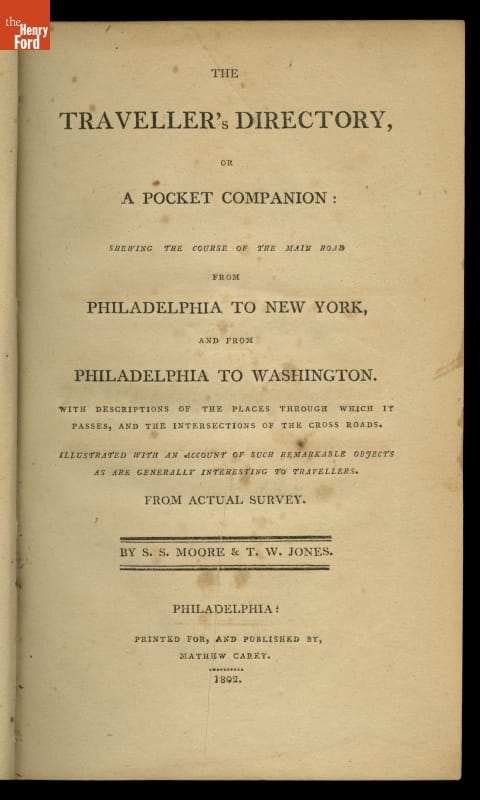 the
Henry
Ford
THE
TRAVELLER's DIRECTORY,
OR
A POCKET COMPANION:
SHEWING THE COURSE OF THE MAIN ROAD
FROM
PHILADELPHIA TO NEW YORK,
AND FROM
PHILADELPHIA TO WASHINGTON.
WITH DESCRIPTIONS OF THE PLACES THROUGH WHICH IT
PASSES, AND THE INTERSECTIONS OF THE CROSS ROADS.
ILLUSTRATED WITH AN ACCOUNT OF SUCH REMARKABLE OBJECTS
AS ARE GENERALLY INTERESTING TO TRAVELLERS.
FROM ACTUAL SURVEY.
BY S. S. MOORE & T. W. JONES.
PHILADELPHIA:
PRINTED FOR, AND PUBLISHED BY,
MATHEW CAREY.
1802.